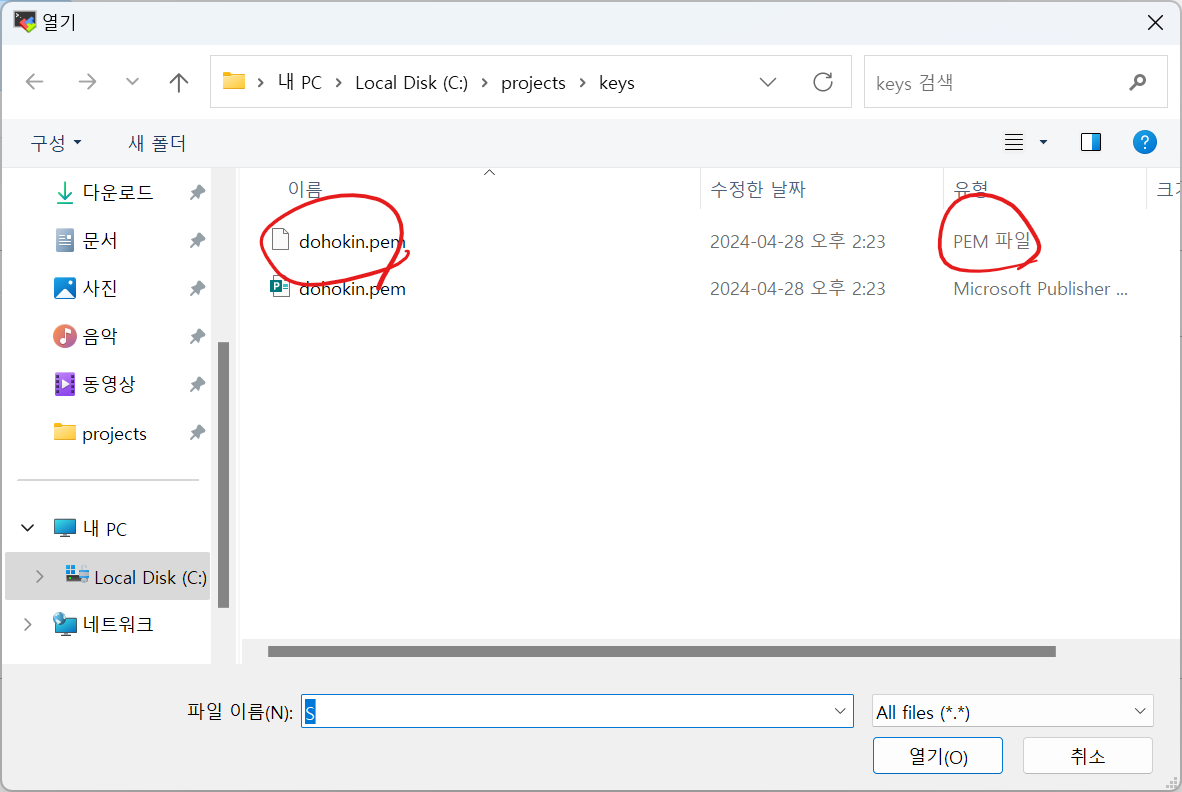 열기
내 PC > Local Disk (C:) > projects > keys
keys 검색
구성
새 폴더
이름
수정한 날짜
유형
크기
dohokin.pem
2024-04-28 오후 2:23
PEM 파일
dohokin.pem
2024-04-28 오후 2:23
Microsoft Publisher ...
다운로드
문서
사진
음악
동영상
projects
내 PC
Local Disk (C:)
네트워크
파일 이름(N):
S
All files (*.*)
열기(O)
취소